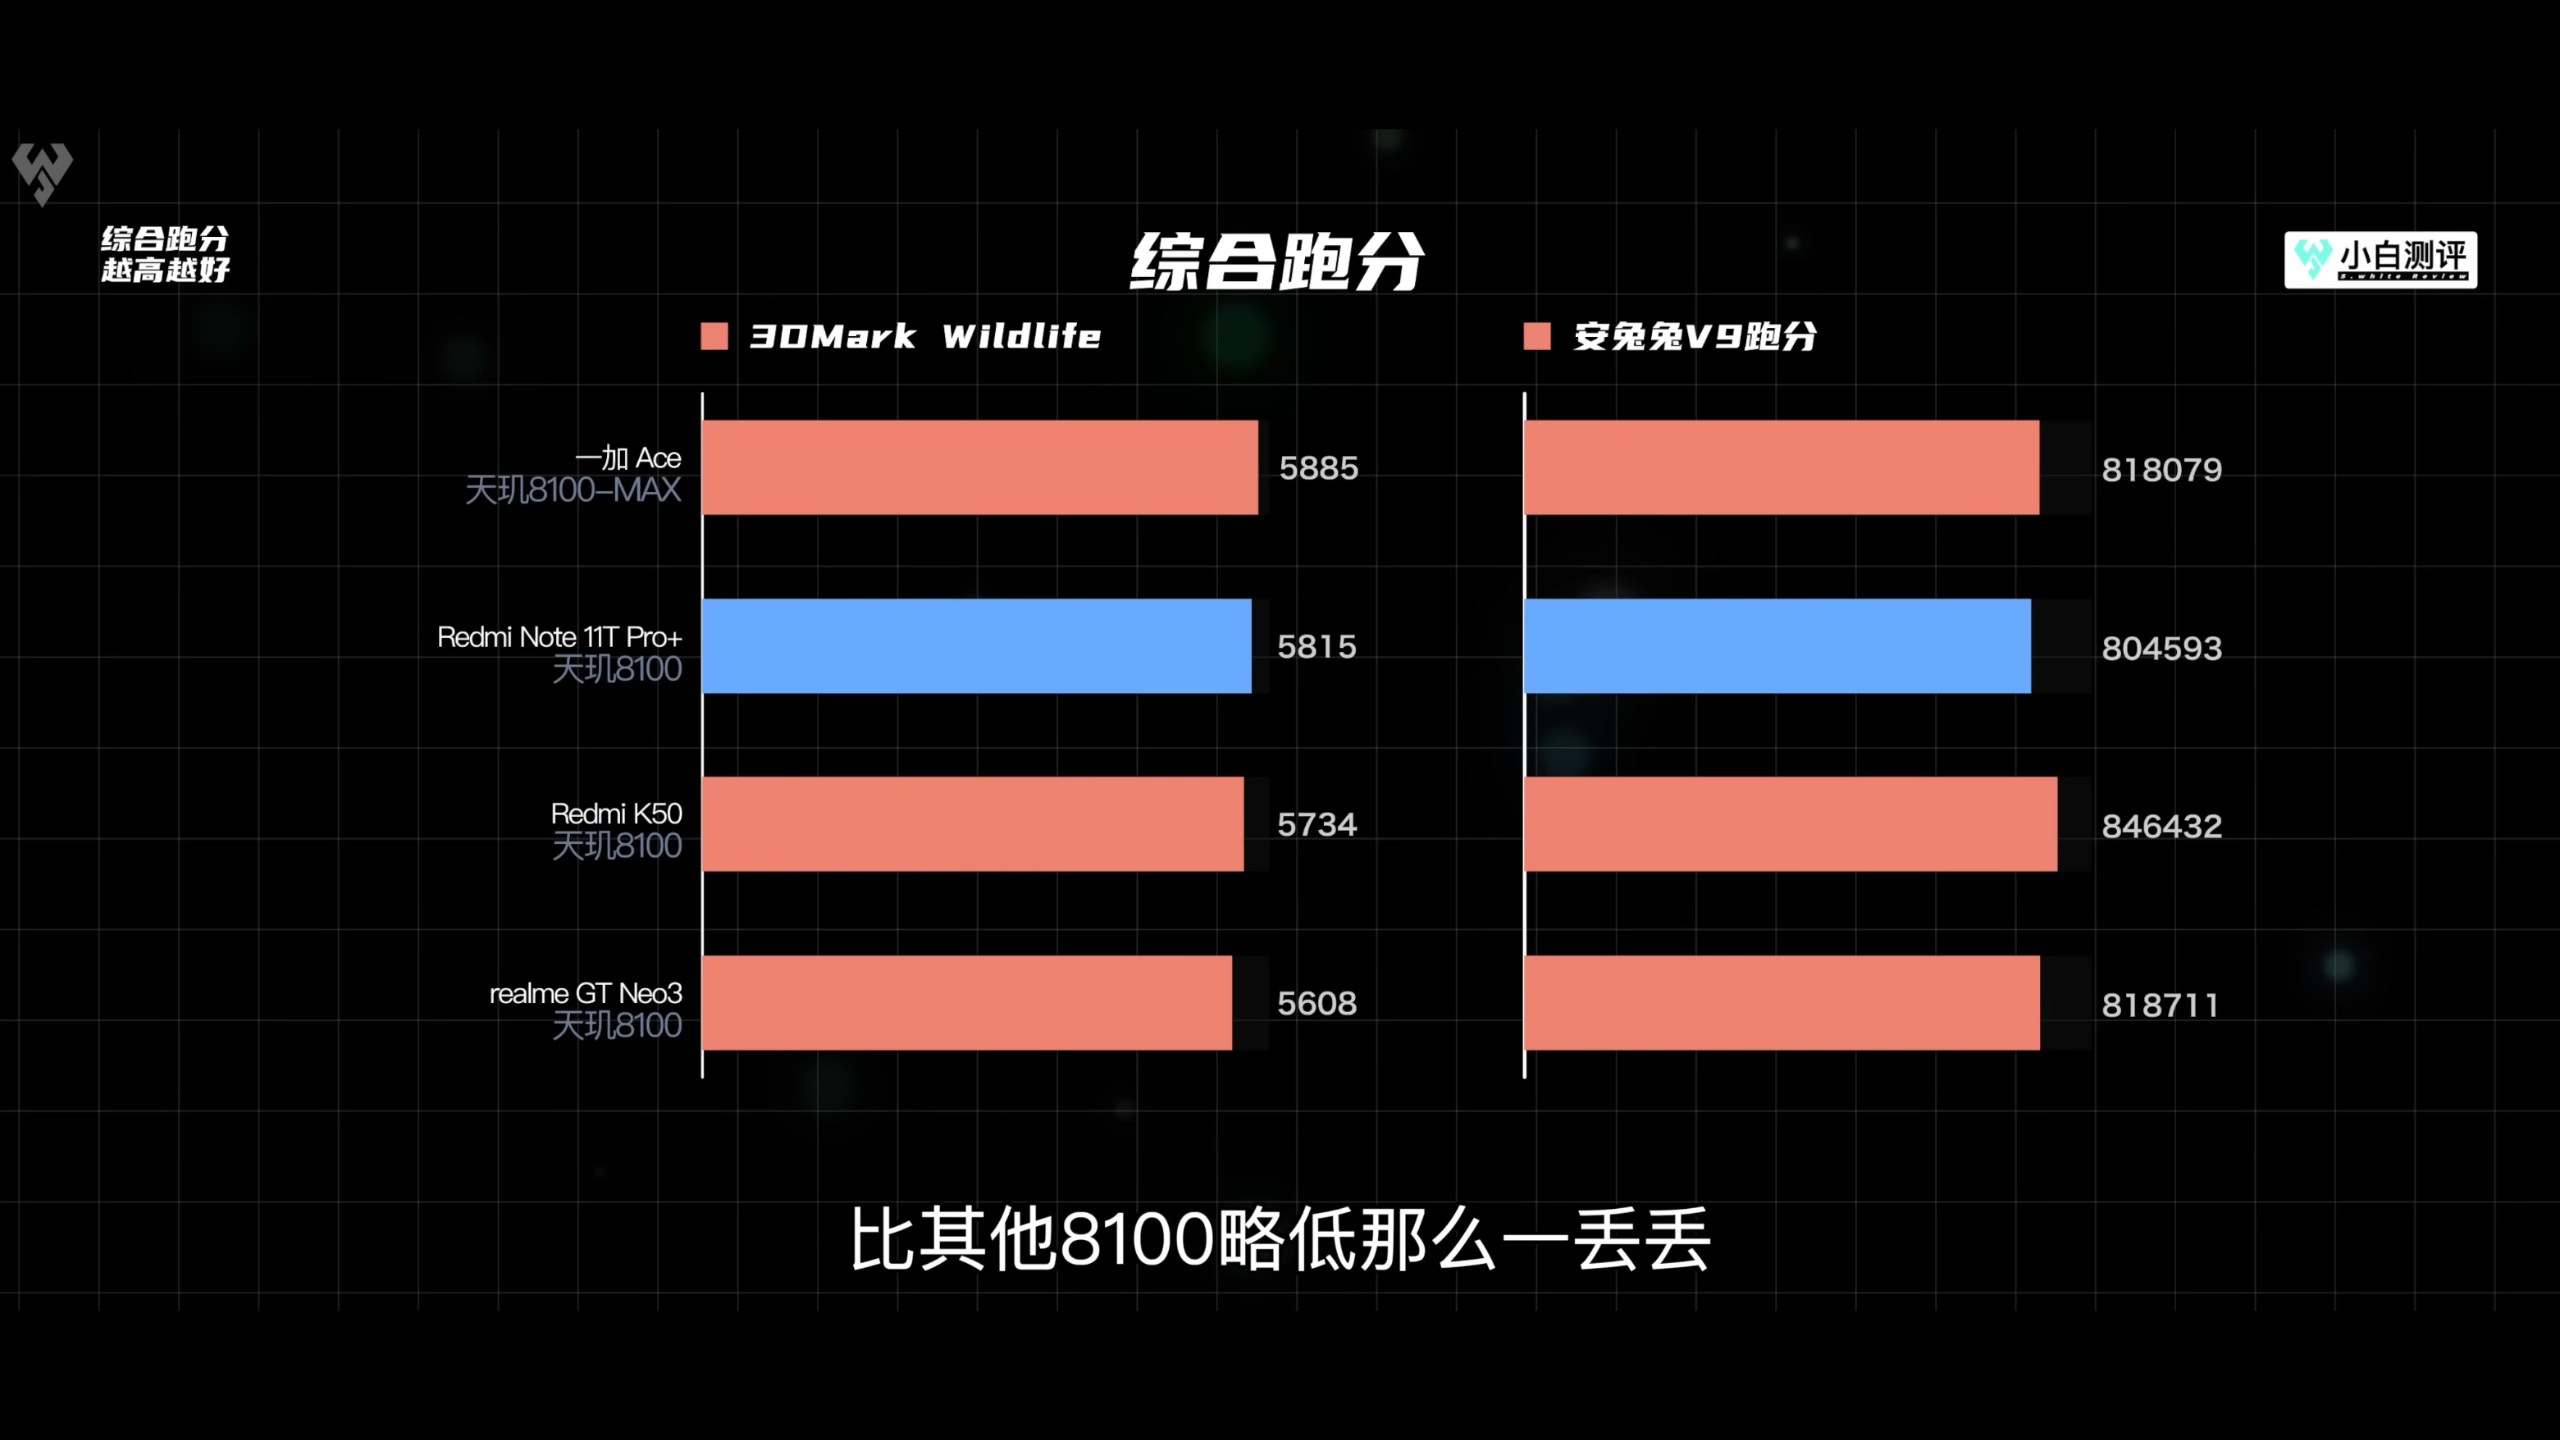 综合跑分
越高越好
综合跑分
小白测评
S.white Review
3DMark Wildlife
安兔兔V9跑分
一加 Ace
天玑8100-MAX
5885
818079
Redmi Note 11T Pro+
天玑8100
5815
804593
Redmi K50
天玑8100
5734
846432
realme GT Neo3
天玑8100
5608
818711
比其他8100略低那么一丢丢